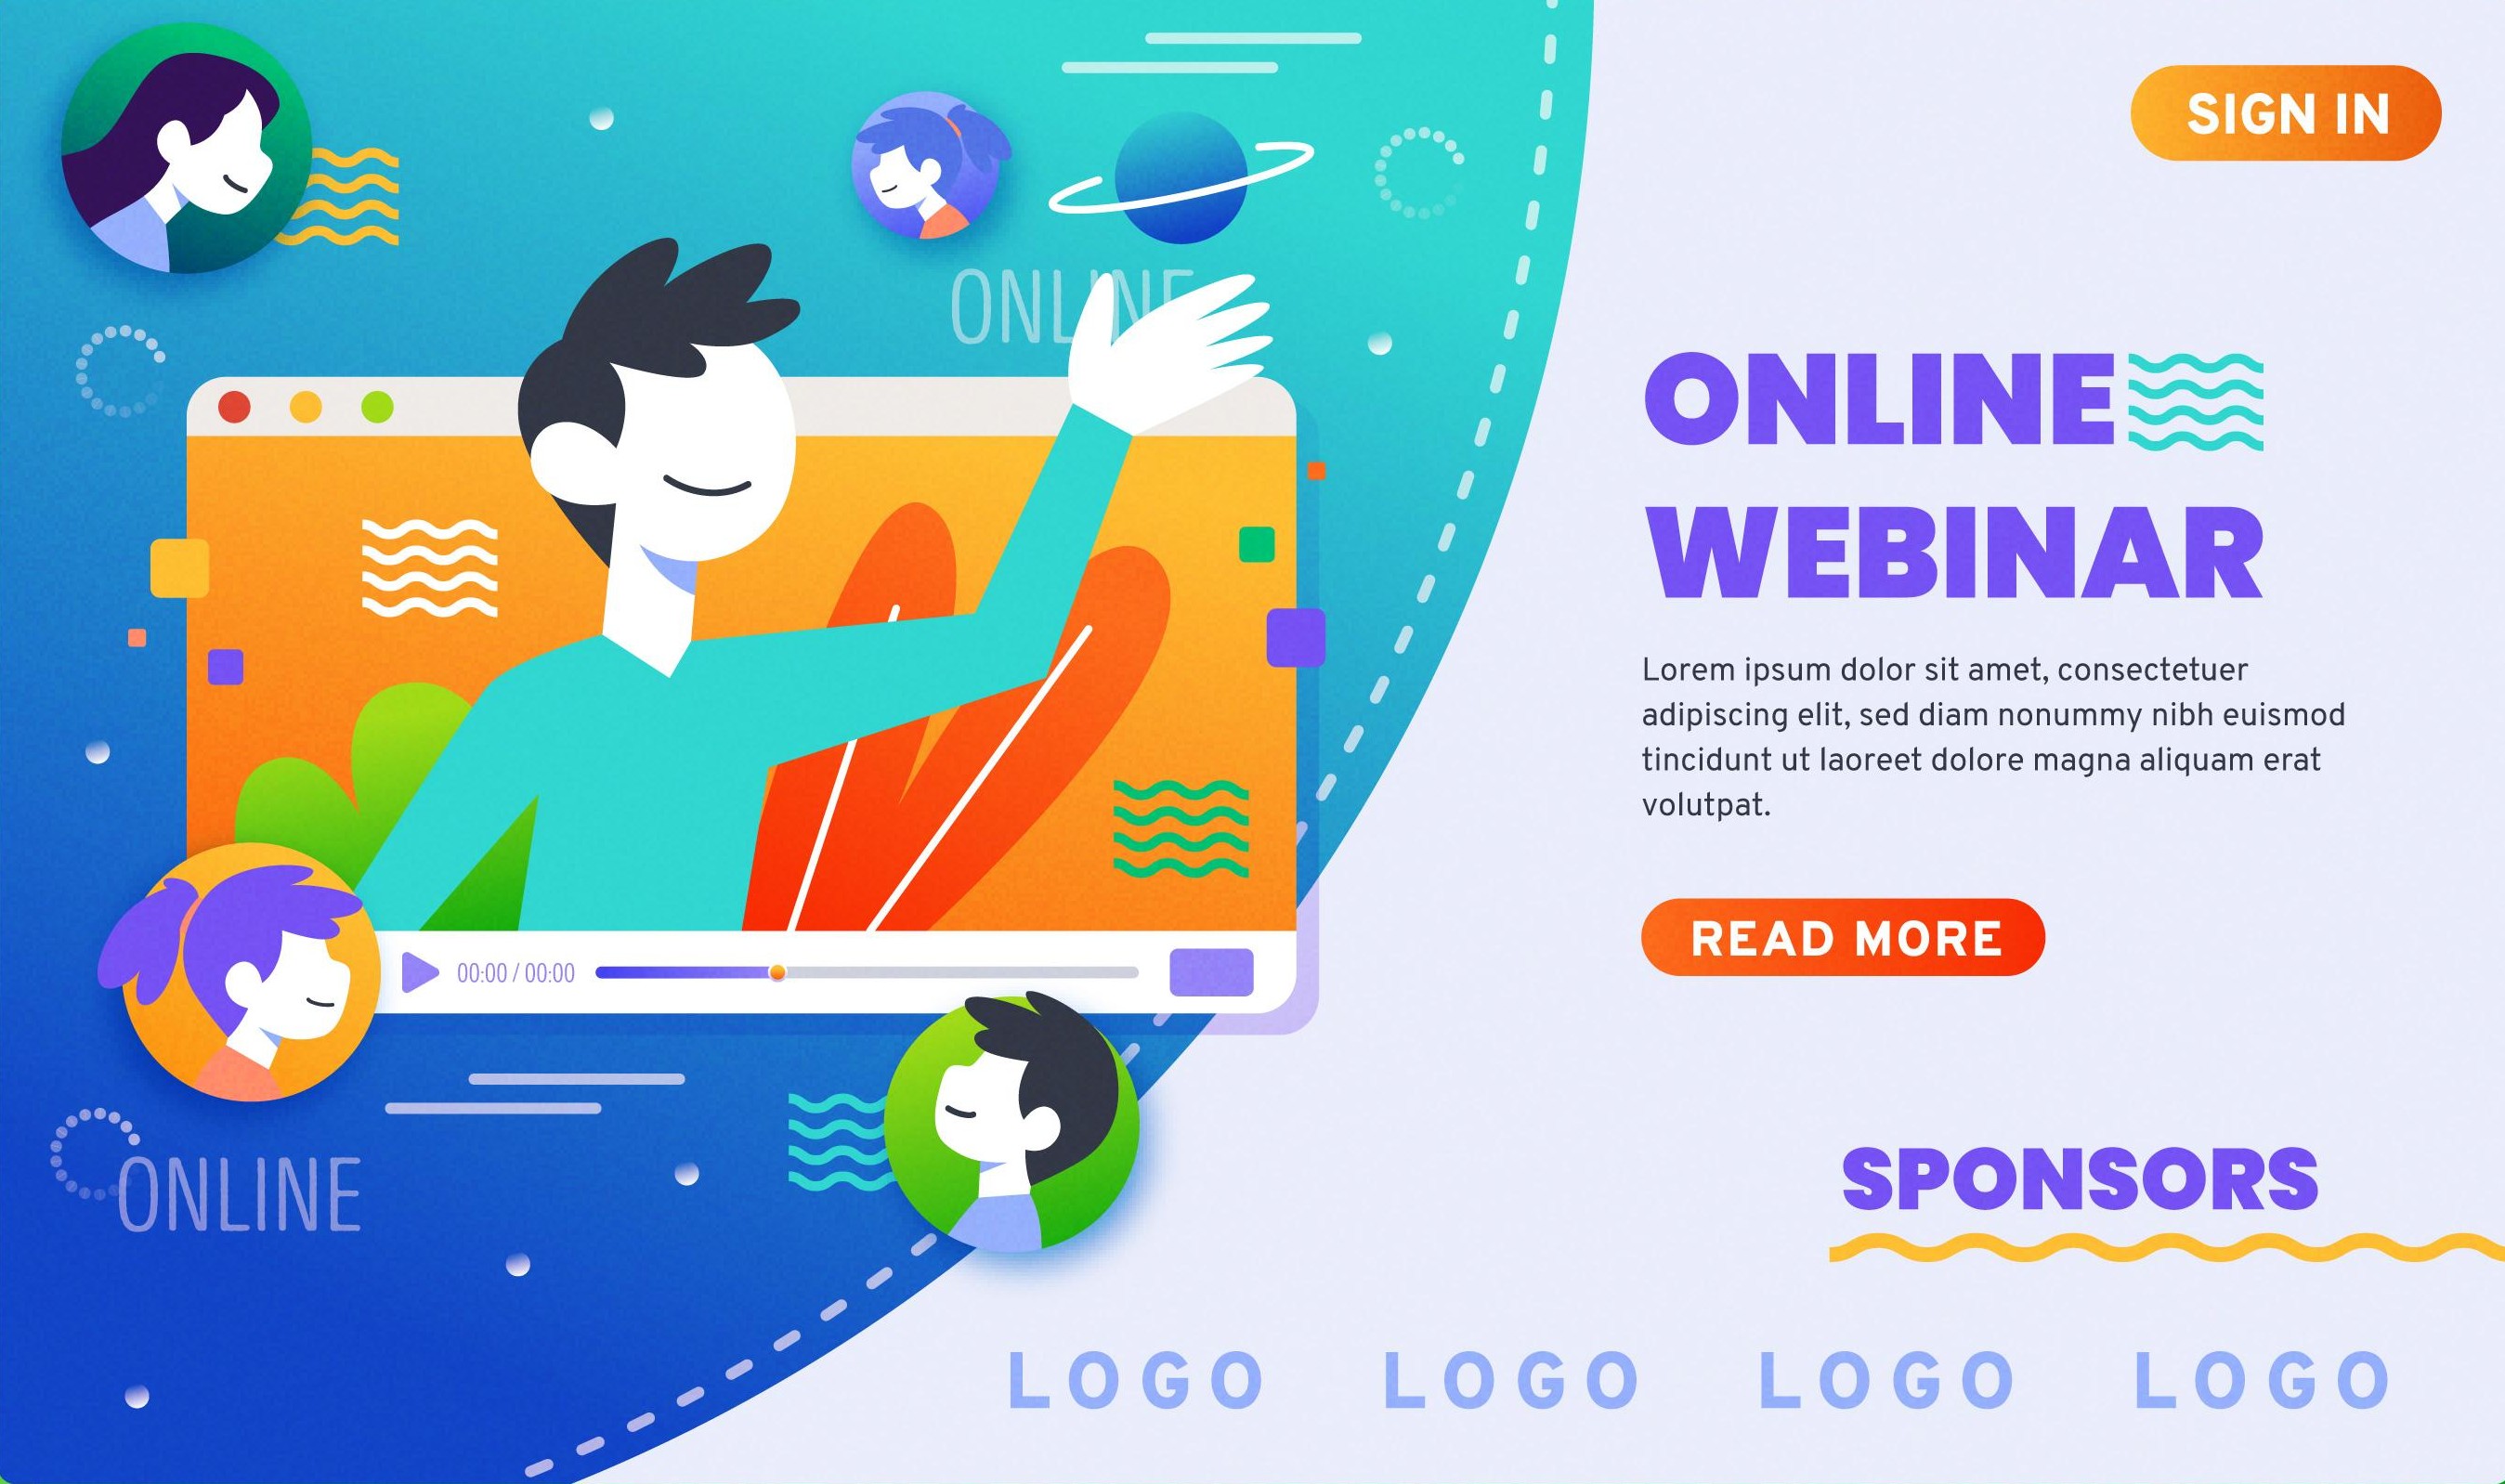 SIGN IN
ONLINE
ONLINE
WEBINAR
Lorem ipsum dolor sit amet, consectetuer
adipiscing elit, sed diam nonummy nibh euismod
tincidunt ut laoreet dolore magna aliquam erat
volutpat.
READ MORE
00:00 / 00:00
ONLINE
SPONSORS
LOGO LOGO LOGO LOGO